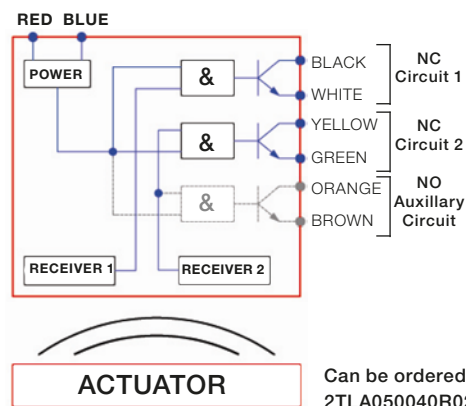 RED BLUE
POWER
&
BLACK
WHITE
NC
Circuit 1
&
YELLOW
GREEN
NC
Circuit 2
&
ORANGE
BROWN
NO
Auxillary
Circuit
RECEIVER 1
RECEIVER 2
ACTUATOR
Can be ordered